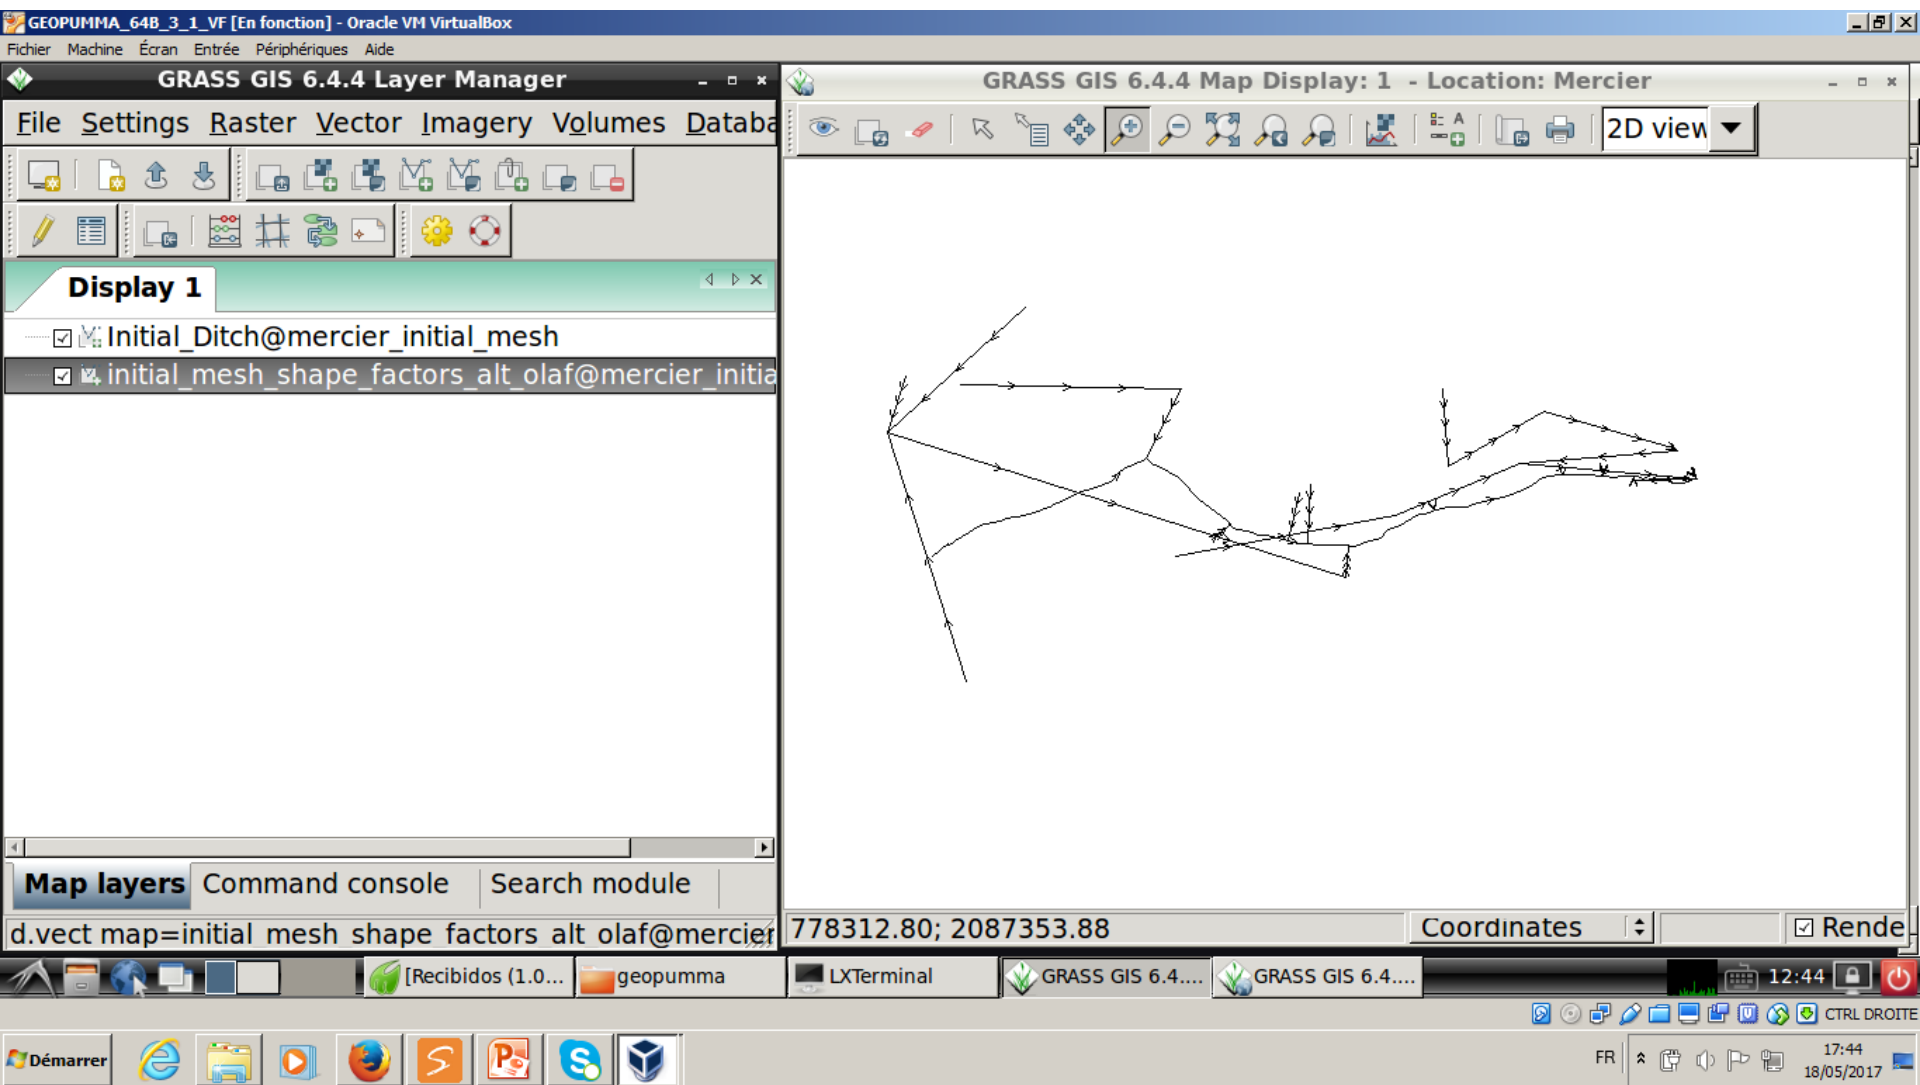 GEOPUMMA_64B_3_1_VF [En fonction] - Oracle VM VirtualBox
Fichier Machine Écran Entrée Périphériques Aide
GRASS GIS 6.4.4 Layer Manager
File Settings Raster Vector Imagery Volumes Databa
Display 1
Initial_Ditch@mercier_initial_mesh
initial_mesh_shape_factors_alt_olaf@mercier_initia
Map layers Command console Search module
d.vect map=initial_mesh_shape_factors_alt_olaf@mercier
GRASS GIS 6.4.4 Map Display: 1 - Location: Mercier
2D view
778312.80; 2087353.88
Coordinates
Rende
[Recibidos (1.0...
geopumma
LXTerminal
GRASS GIS 6.4....
GRASS GIS 6.4....
12:44
CTRL DROITE
Démarrer
FR
17:44
18/05/2017